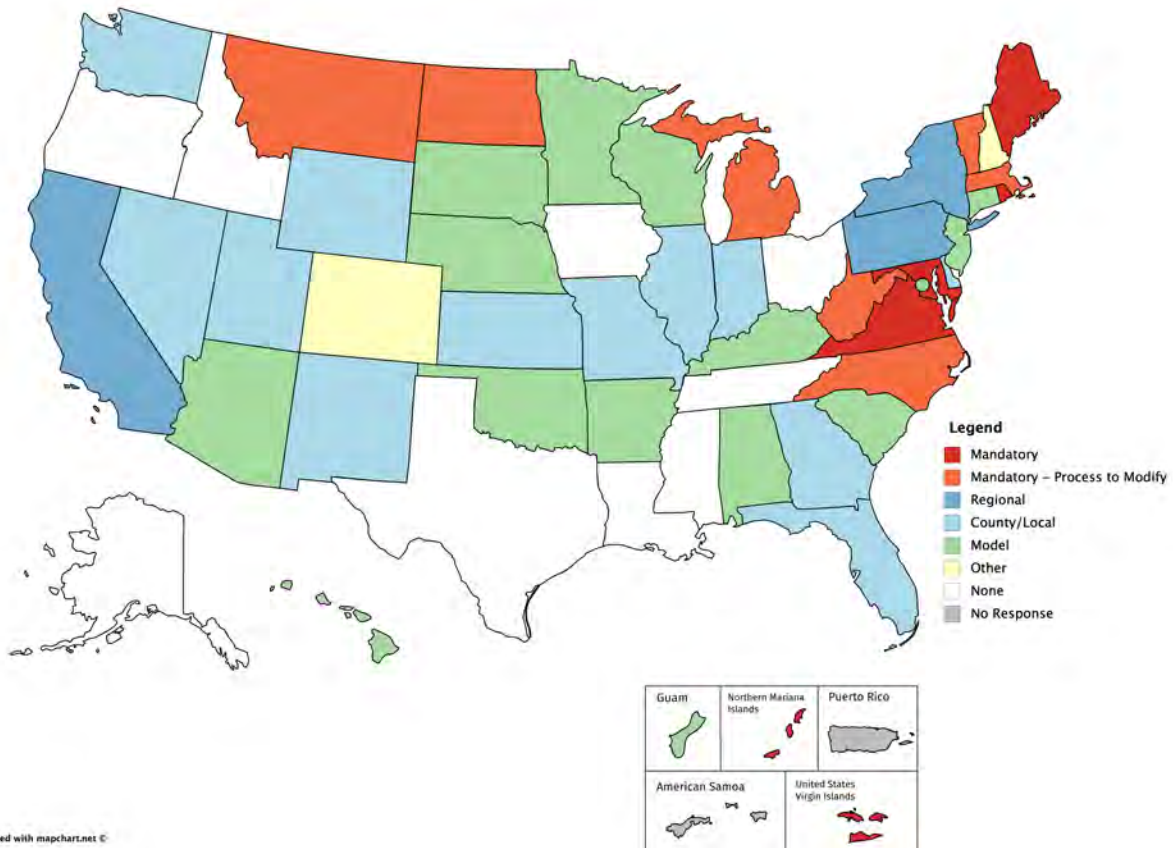 Legend
Mandatory
Mandatory – Process to Modify
Regional
County/Local
Model
Other
None
No Response
Guam
Northern Mariana
Islands
Puerto Rico
American Samoa
United States
Virgin Islands
ed with mapchart.net ©